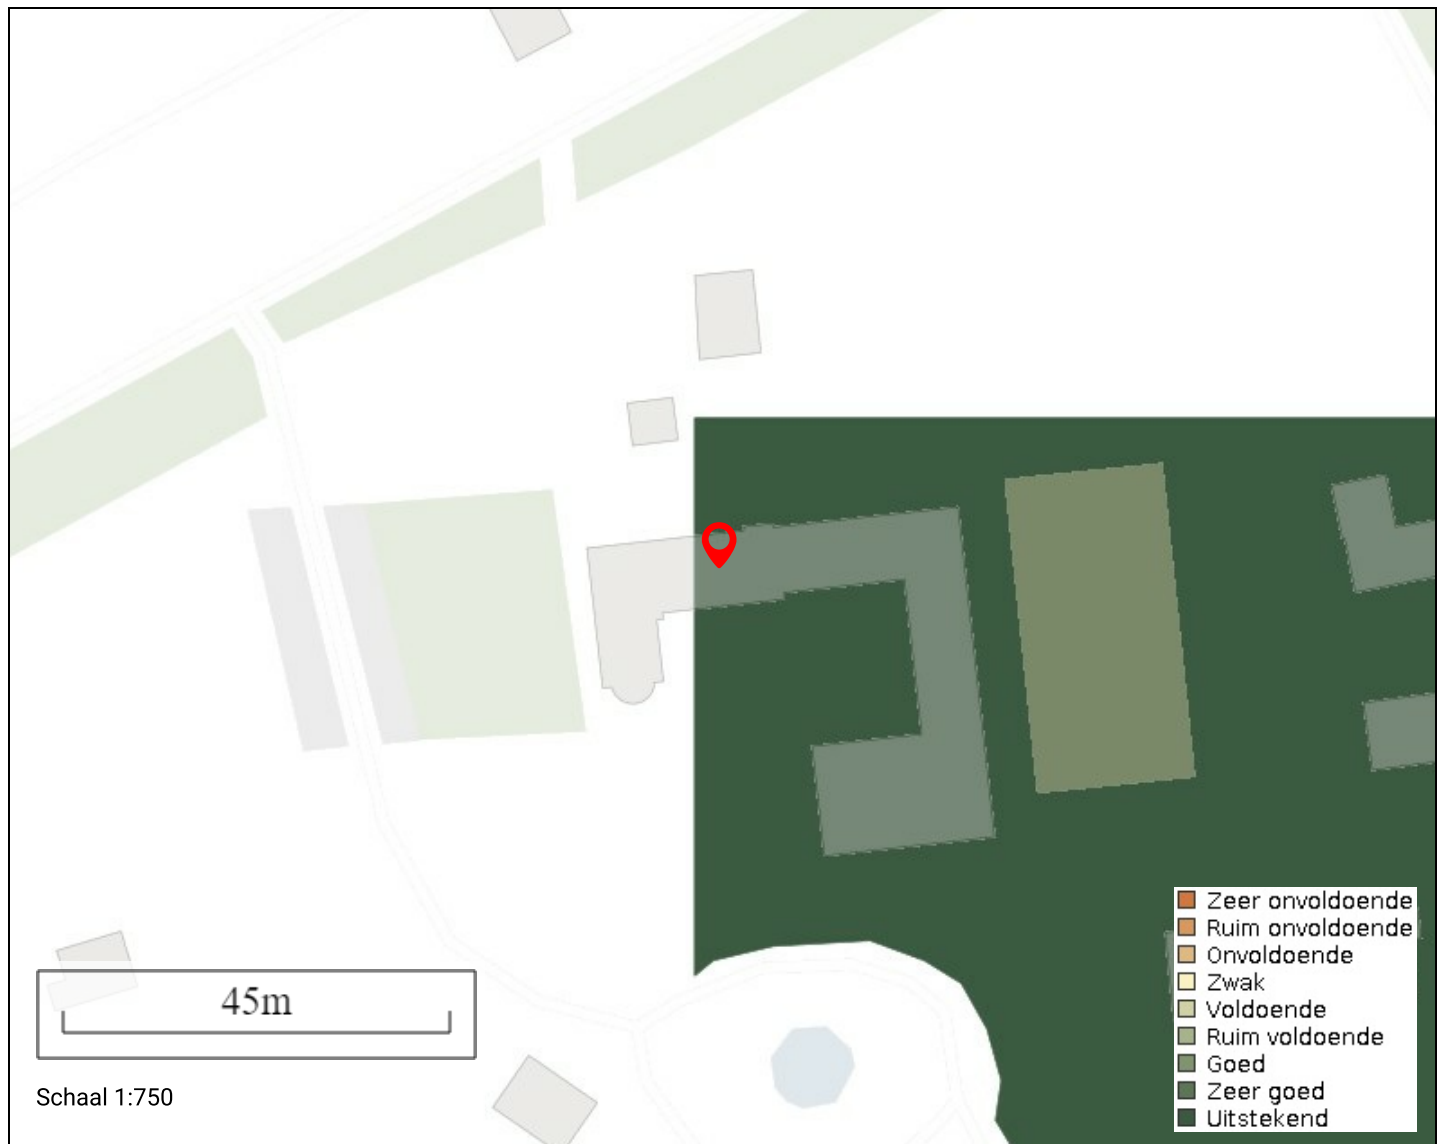 Zeer onvoldoende
Ruim onvoldoende
Onvoldoende
Zwak
Voldoende
Ruim voldoende
Goed
Zeer goed
Uitstekend
45m
Schaal 1:750